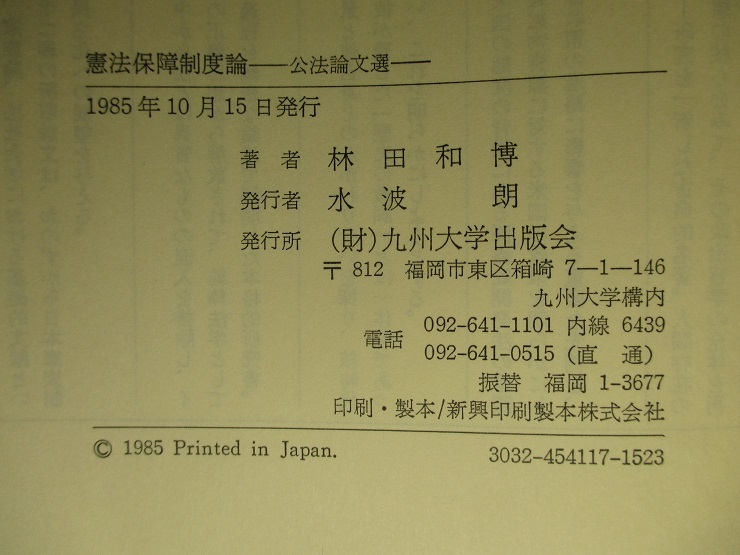 憲法保障制度論――公法論文選――
1985年10月15日発行
著者 林田和博
発行者 水波朗
発行所 (財)九州大学出版会
〒812 福岡市東区箱崎 7―1―146
九州大学構内
電話 092-641-1101 内線 6439
092-641-0515 (直通)
振替 福岡 1-3677
印刷・製本/新興印刷製本株式会社
© 1985 Printed in Japan. 3032-454117-1523